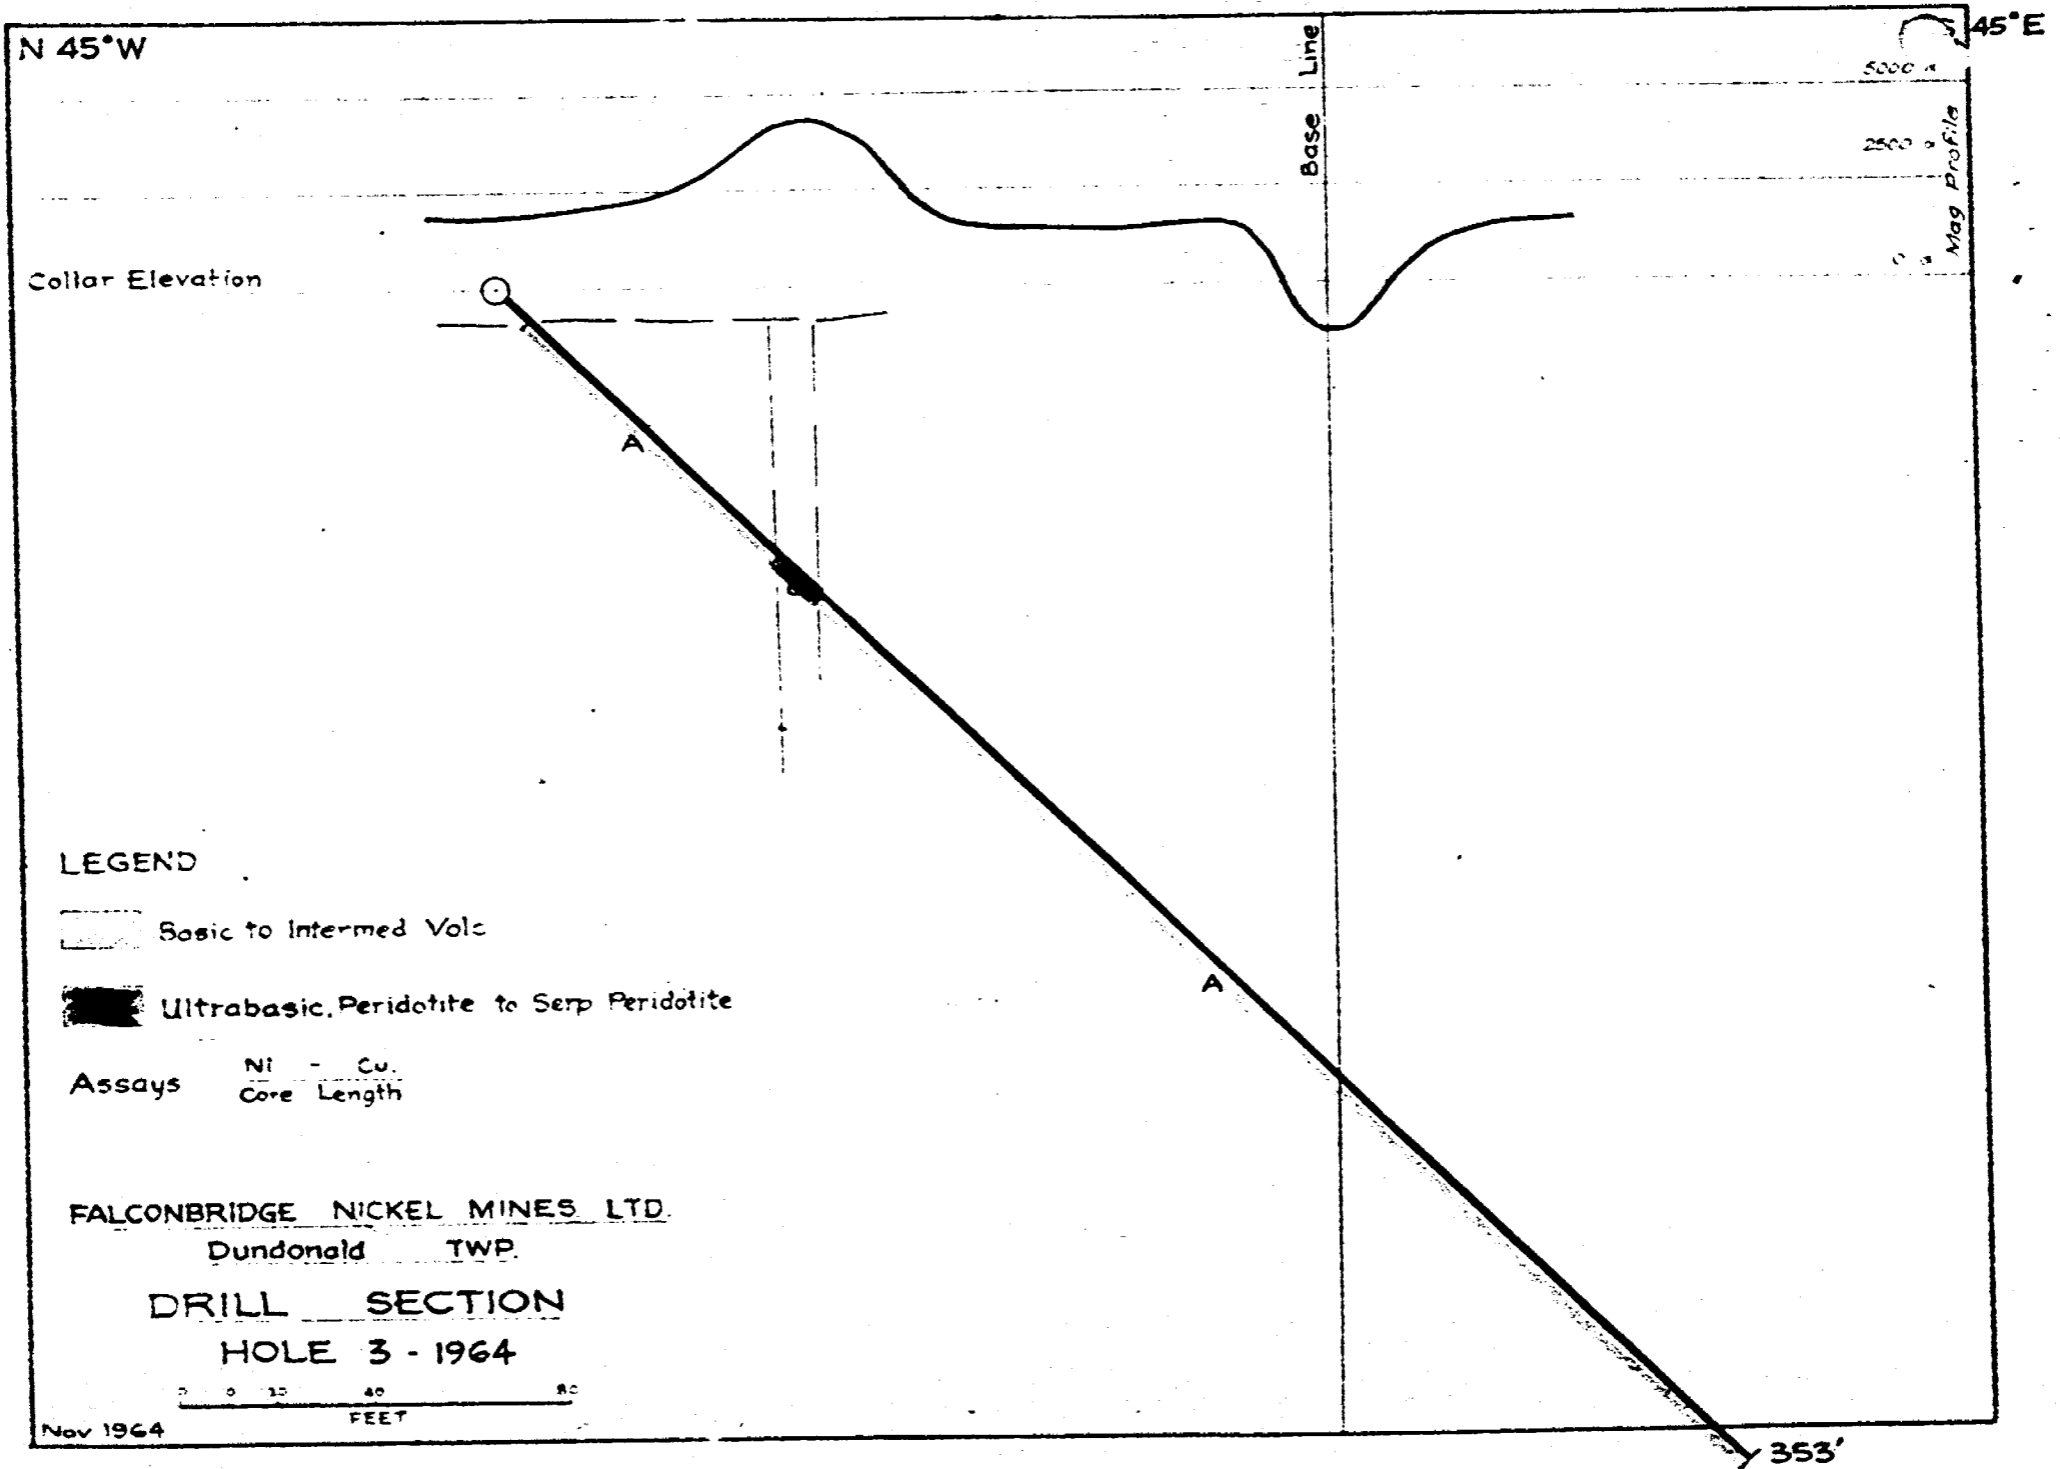 N 45°W
45°E
Base Line
5000 α
2500 α
0 α
Mag Profile
Collar Elevation
A
A
LEGEND
Basic to Intermed Volc
Ultrabasic. Peridotite to Serp Peridotite
Assays Ni - Cu.
Core Length
FALCONBRIDGE NICKEL MINES LTD.
Dundonald TWP.
DRILL SECTION
HOLE 3 - 1964
40 80
FEET
Nov 1964
353'